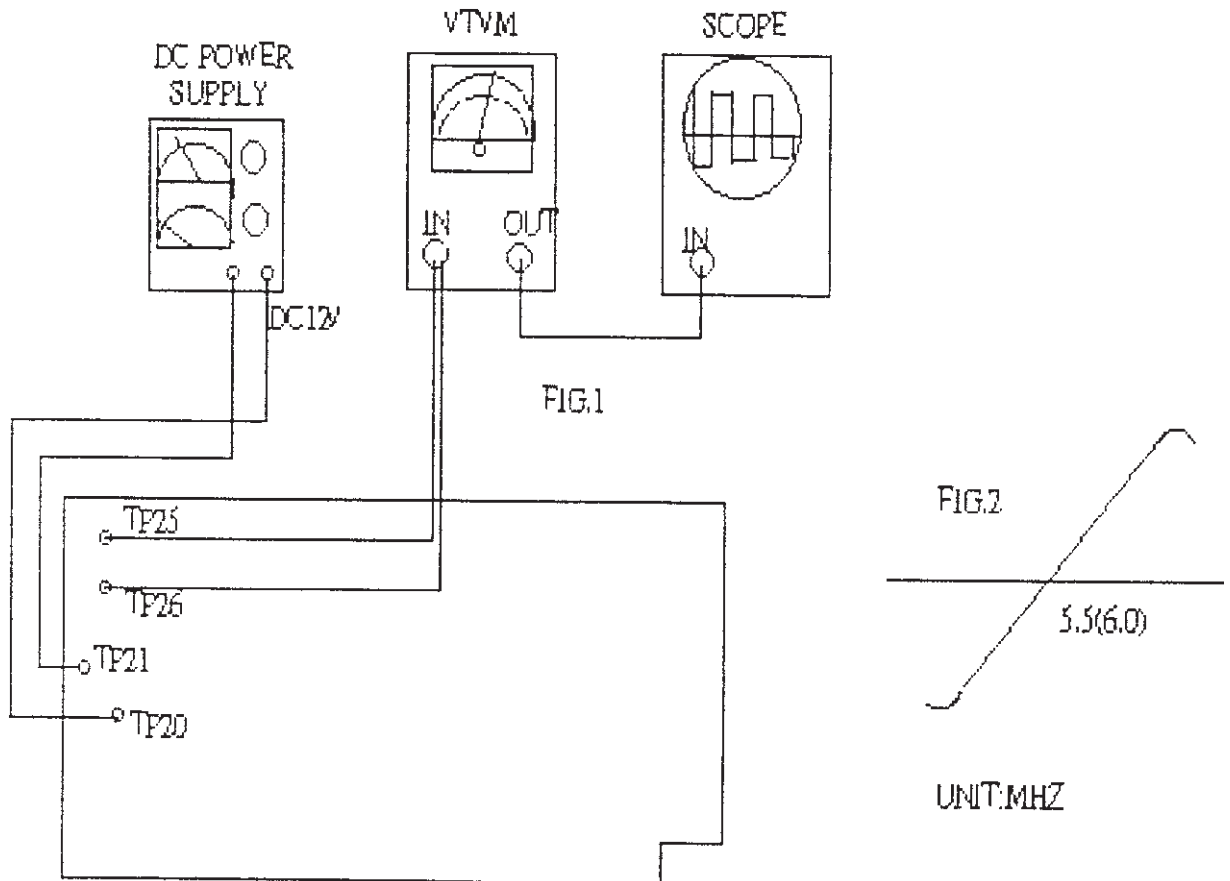 VTVM
SCOPE
DC POWER
SUPPLY
IN
OUT
IN
DC12V
FIG.1
TP25
TP26
TP21
TP20
FIG.2
5.5(6.0)
UNIT:MHZ